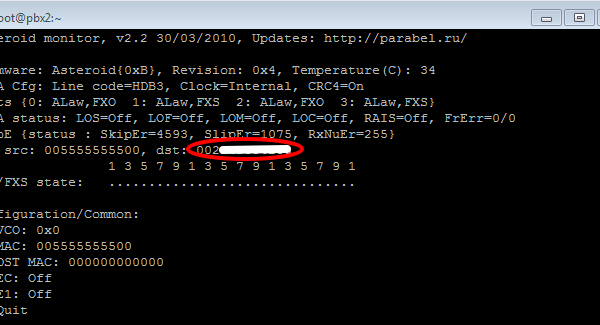 oot@pbx2:~
eroid monitor, v2.2 30/03/2010, Updates: http://parabel.ru/
mware: Asteroid{0xB}, Revision: 0x4, Temperature(C): 34
A Cfg: Line code=HDB3, Clock=Internal, CRC4=On
ts {0: ALaw,FXO 1: ALaw,FXS 2: ALaw,FXO 3: ALaw,FXS}
A status: LOS=Off, LOF=Off, LOM=Off, LOC=Off, RAIS=Off, FrErr=0/0
oE {status : SkipEr=4593, SlipEr=1075, RxNuEr=255}
src: 005555555500, dst: 002
1 3 5 7 9 1 3 5 7 9 1 3 5 7 9 1
/FXS state: ...............................
figuration/Common:
VCO: 0x0
MAC: 005555555500
OST MAC: 000000000000
EC: Off
E1: Off
Quit